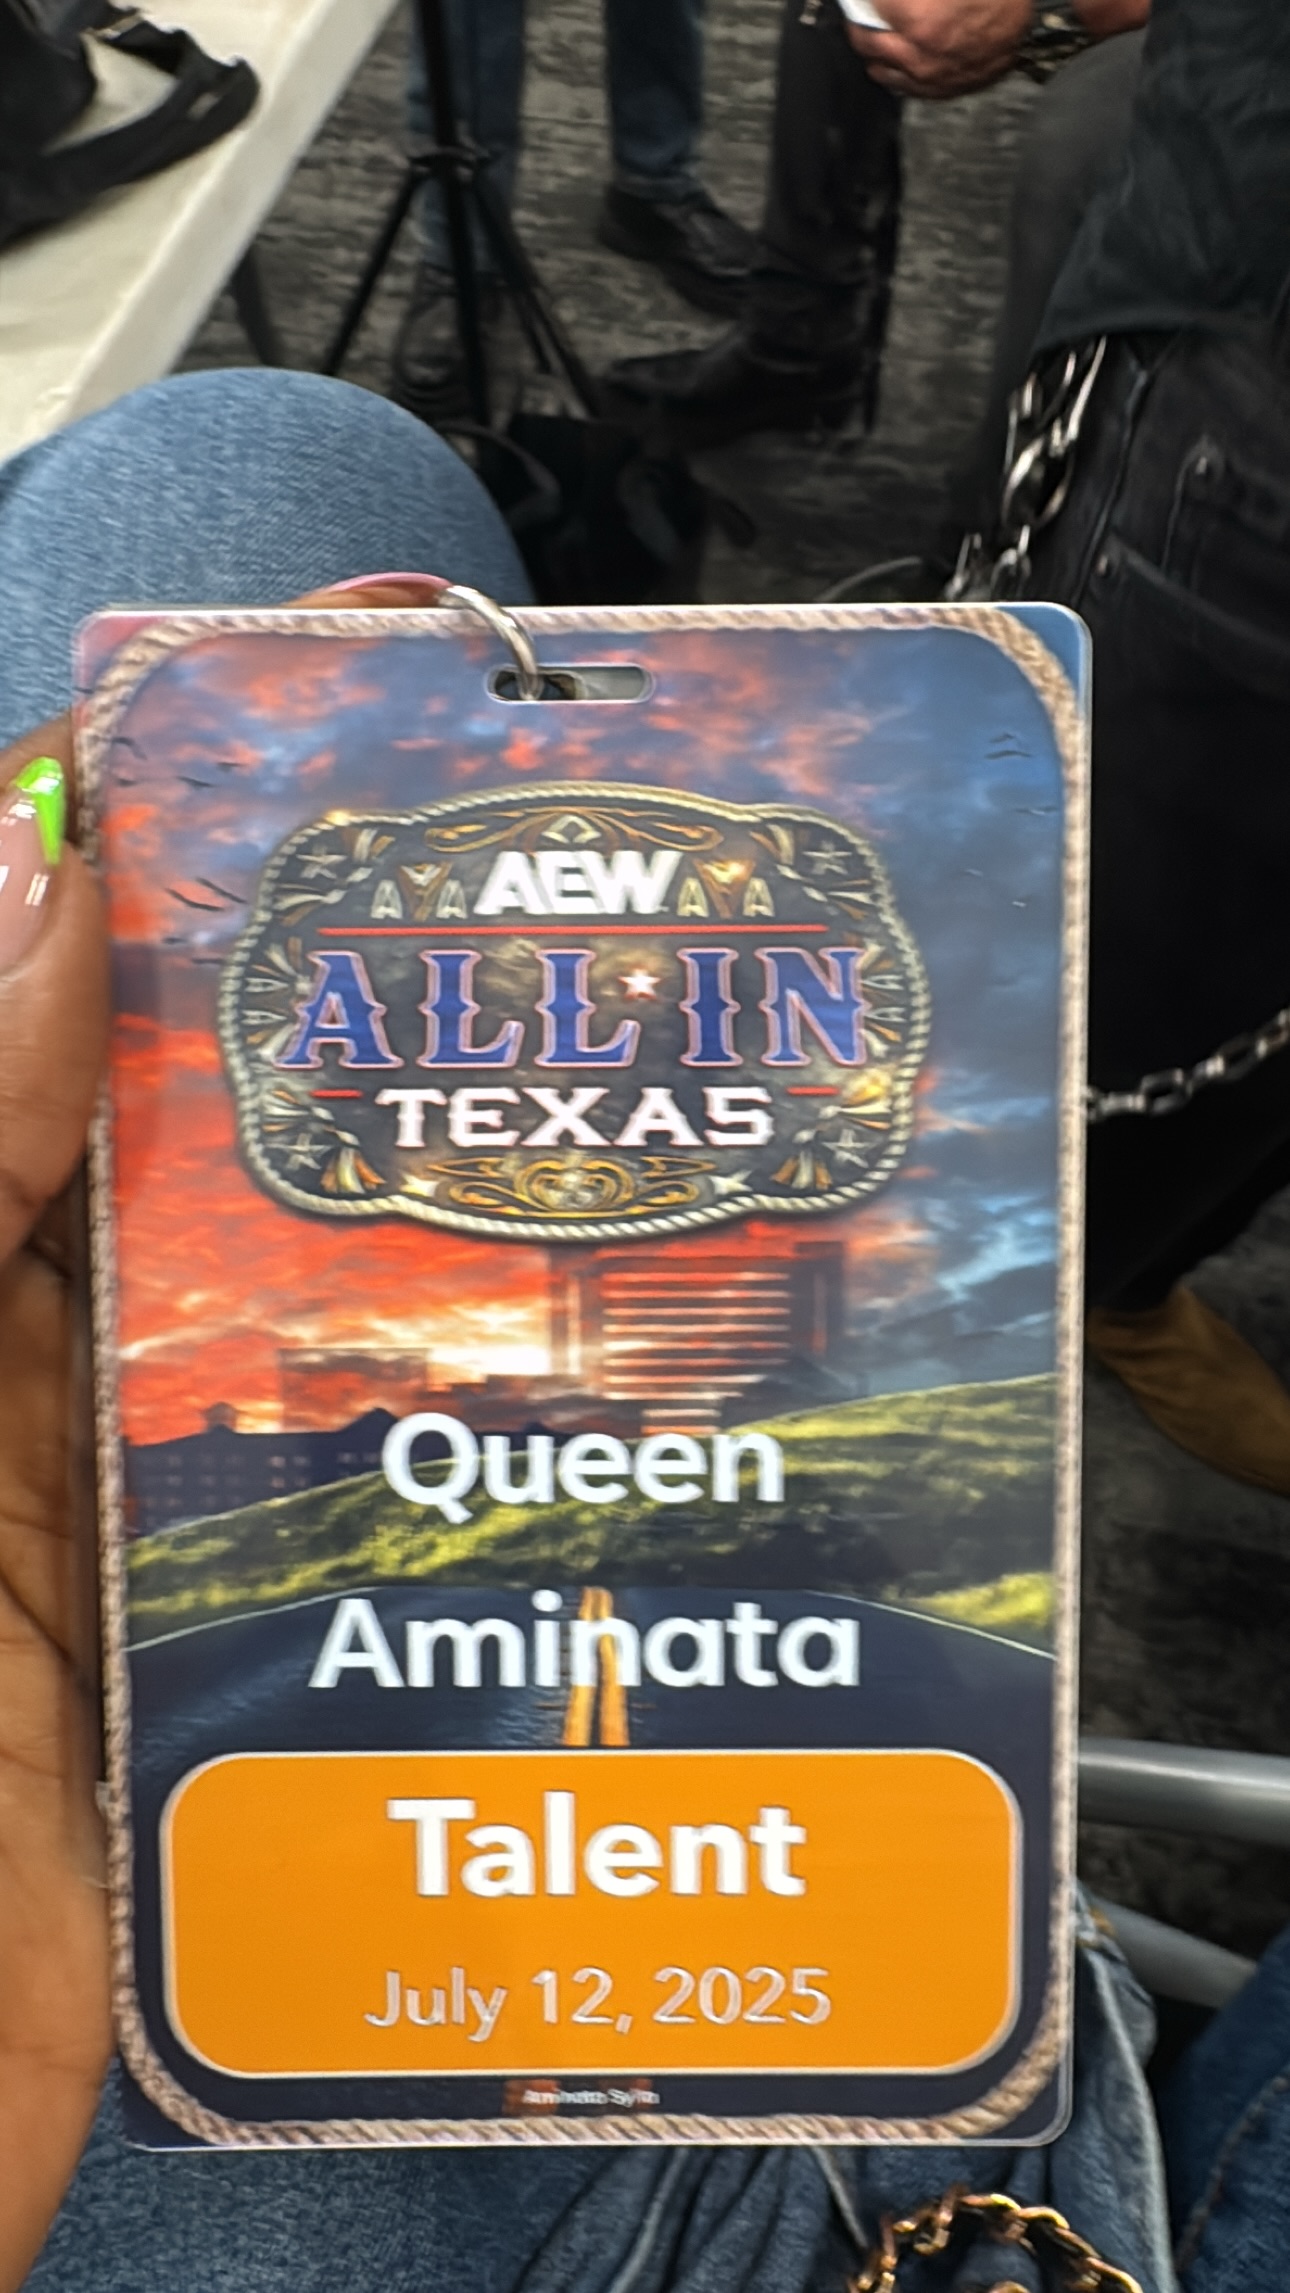 AEW
ALL IN
TEXAS
Queen
Aminata
Talent
July 12, 2025